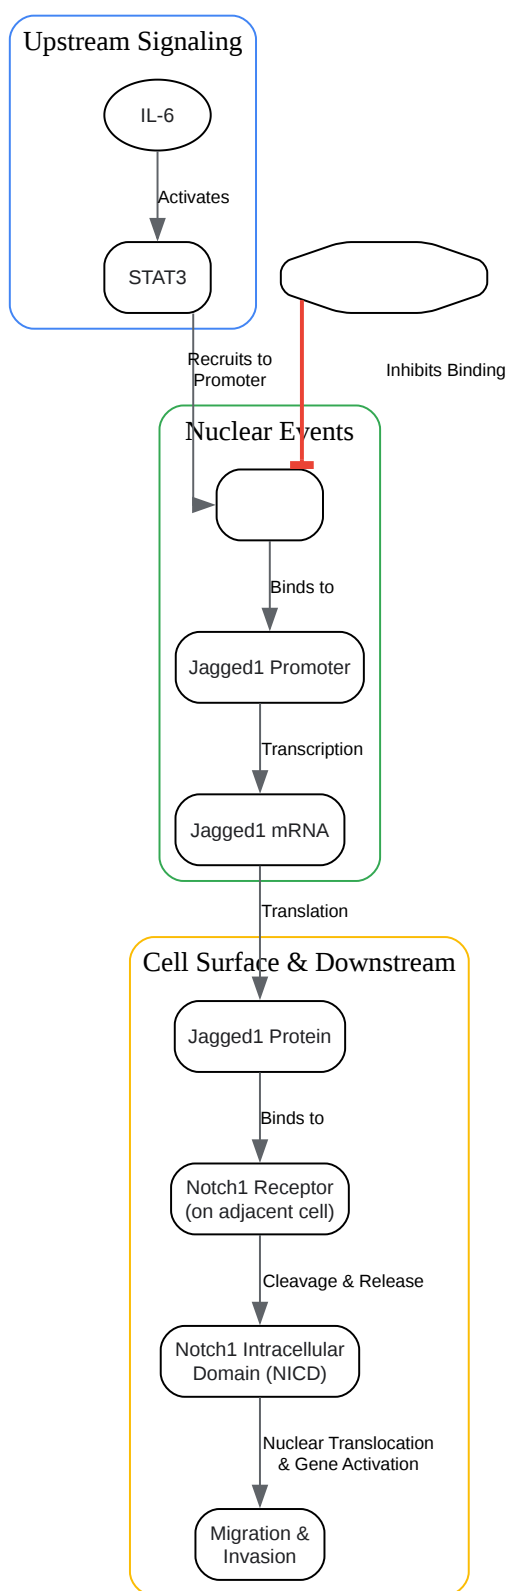 Upstream Signaling
IL-6
Activates
STAT3
Recruits to
Promoter
Inhibits Binding
Nuclear Events
Binds to
Jagged1 Promoter
Transcription
Jagged1 mRNA
Translation
Cell Surface & Downstream
Jagged1 Protein
Binds to
Notch1 Receptor
(on adjacent cell)
Cleavage & Release
Notch1 Intracellular
Domain (NICD)
Nuclear Translocation
& Gene Activation
Migration &
Invasion